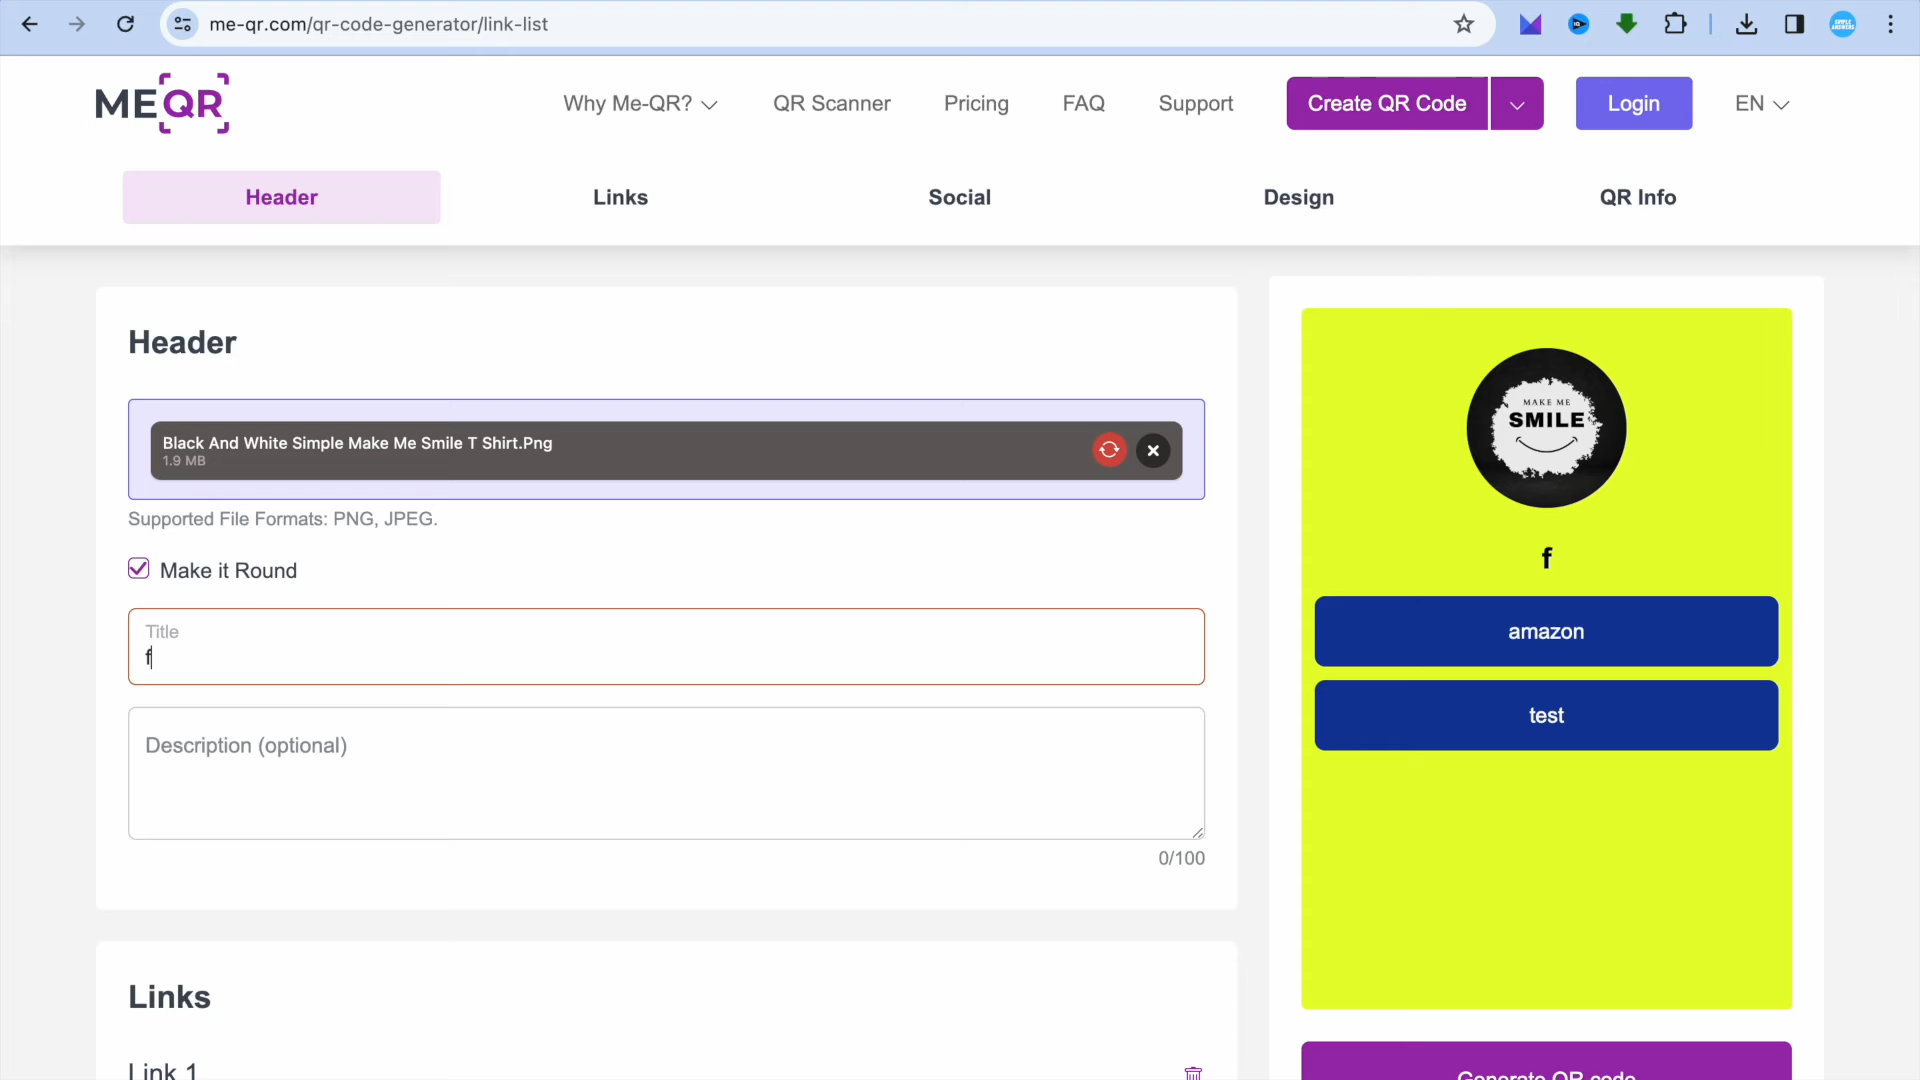 me-qr.com/qr-code-generator/link-list
MEQR
Why Me-QR?
QR Scanner
Pricing
FAQ
Support
Create QR Code
Login
EN
Header
Links
Social
Design
QR Info
Header
Black And White Simple Make Me Smile T Shirt.Png
1.9 MB
Supported File Formats: PNG, JPEG.
Make it Round
Title
f
Description (optional)
0/100
Links
Link 1
MAKE ME
SMILE
f
amazon
test
Generate QR code